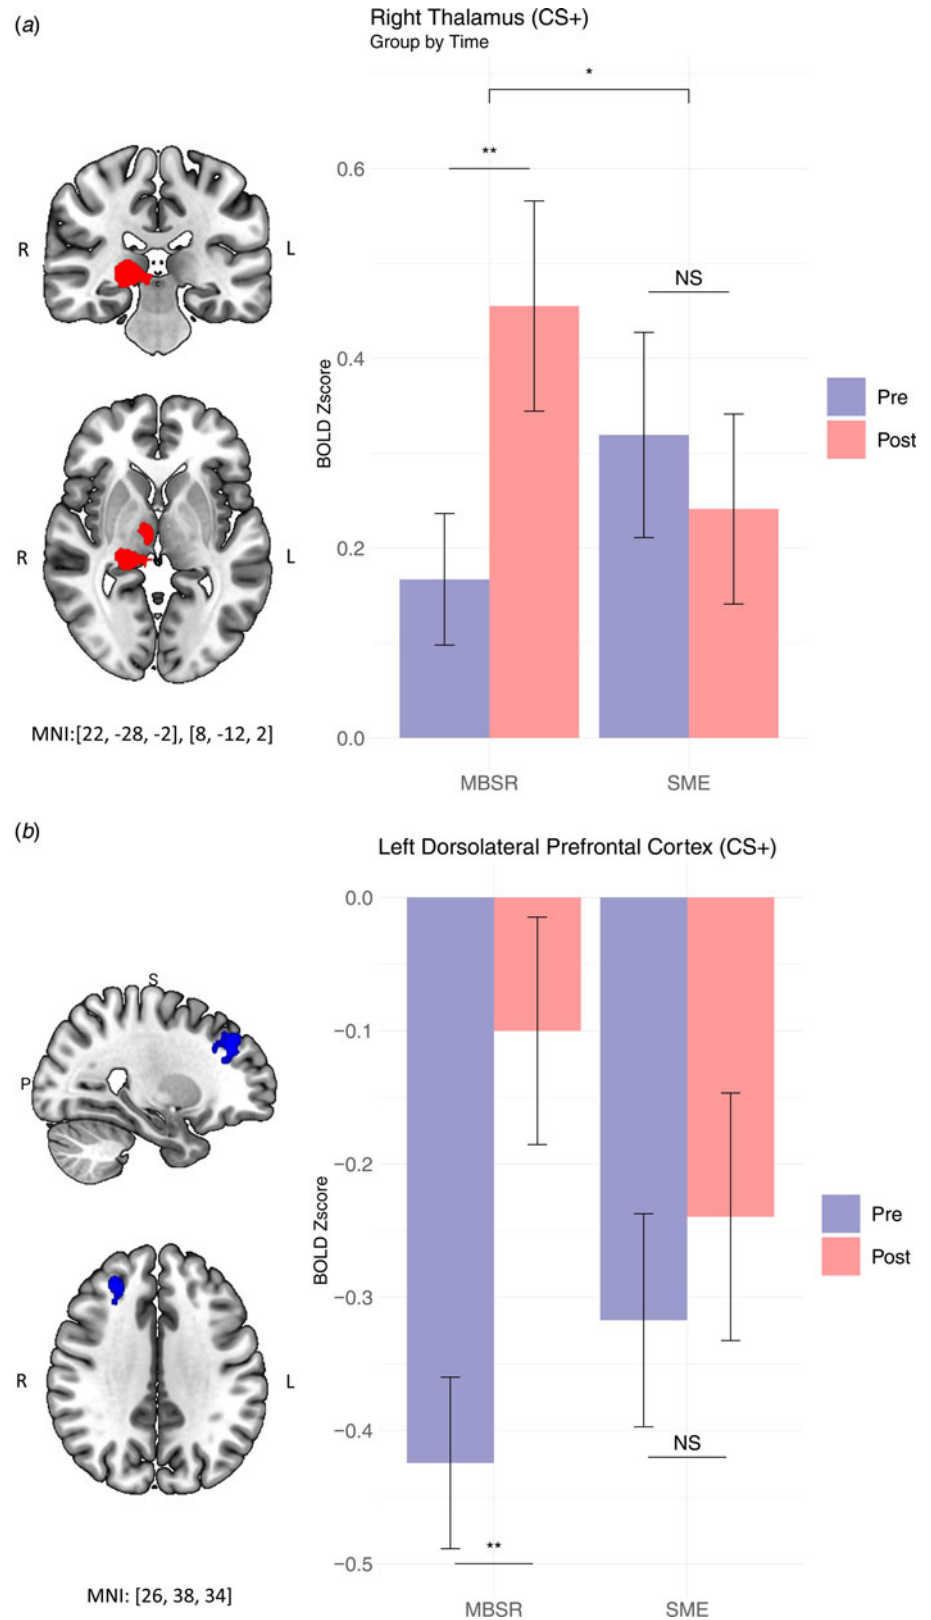 (a)
Right Thalamus (CS+)
Group by Time
*
**
NS
R
L
R
L
BOLD Zscore
0.6
0.4
0.2
0.0
Pre
Post
MNI:[22, -28, -2], [8, -12, 2]
MBSR
SME
(b)
Left Dorsolateral Prefrontal Cortex (CS+)
S
P
R
L
BOLD Zscore
0.0
−0.1
−0.2
−0.3
−0.4
−0.5
Pre
Post
NS
**
MNI: [26, 38, 34]
MBSR
SME